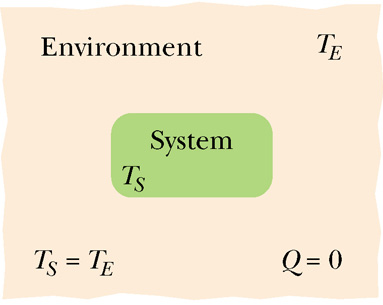 Environment T_E
System
T_S
T_S = T_E Q = 0